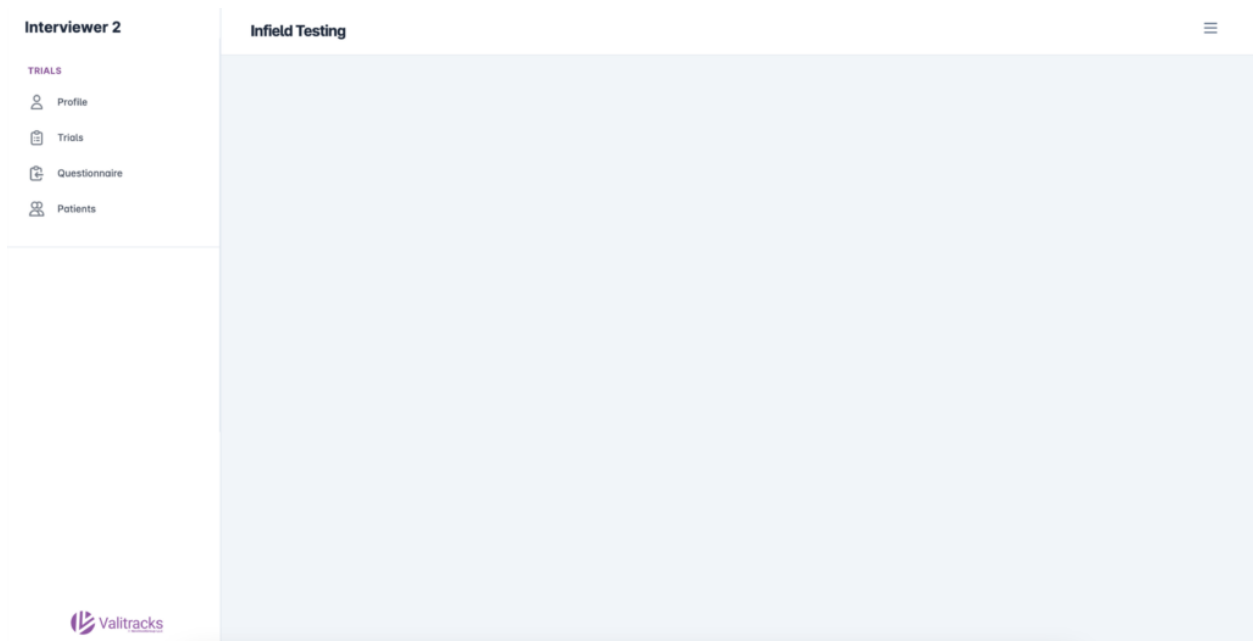 Interviewer 2
Infield Testing
TRIALS
Profile
Trials
Questionnaire
Patients
Valitracks